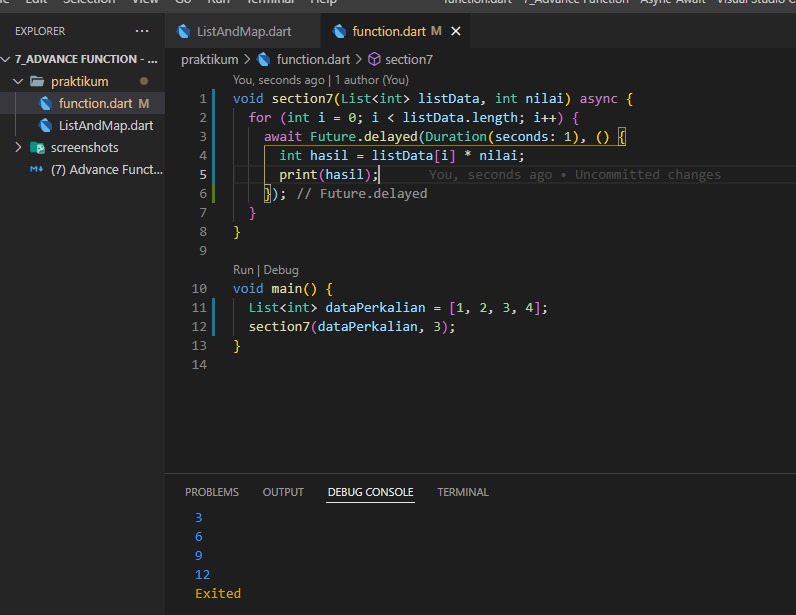 Edit Selection View Go Run Terminal Help function.dart - 7_Advance Function - Async-Await - Visual Studio C
EXPLORER ···
7_ADVANCE FUNCTION - ...
praktikum
function.dart M
ListAndMap.dart
screenshots
(7) Advance Funct...
ListAndMap.dart function.dart M ×
praktikum > function.dart > section7
You, seconds ago | 1 author (You)
1 void section7(List<int> listData, int nilai) async {
2 for (int i = 0; i < listData.length; i++) {
3 await Future.delayed(Duration(seconds: 1), () {
4 int hasil = listData[i] * nilai;
5 print(hasil); You, seconds ago • Uncommitted changes
6 }); // Future.delayed
7 }
8 }
9
Run | Debug
10 void main() {
11 List<int> dataPerkalian = [1, 2, 3, 4];
12 section7(dataPerkalian, 3);
13 }
14
PROBLEMS OUTPUT DEBUG CONSOLE TERMINAL
3
6
9
12
Exited